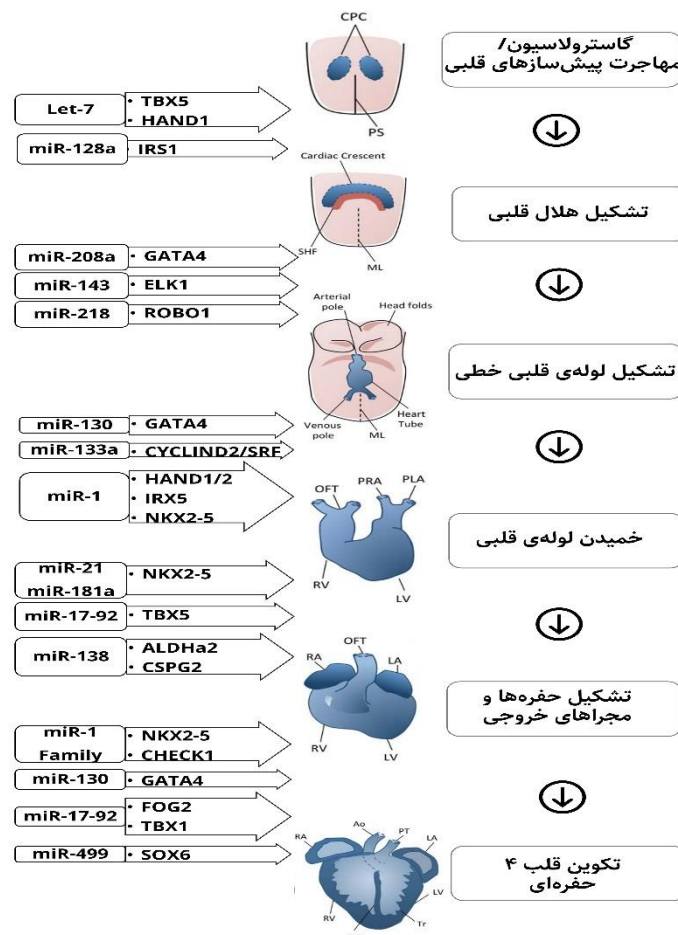 CPC
گاسترولاسیون/
مهاجرت پیش‌سازهای قلبی
Let-7
• TBX5
• HAND1
PS
miR-128a
• IRS1
Cardiac Crescent
تشکیل هلال قلبی
SHF
ML
miR-208a
• GATA4
miR-143
• ELK1
miR-218
• ROBO1
Arterial
pole
Head folds
تشکیل لوله‌ی قلبی خطی
Venous
pole
ML
Heart
Tube
miR-130
• GATA4
miR-133a
• CYCLIND2/SRF
miR-1
• HAND1/2
• IRX5
• NKX2-5
OFT
PRA
PLA
خمیدن لوله‌ی قلبی
RV
LV
miR-21
miR-181a
• NKX2-5
miR-17-92
• TBX5
miR-138
• ALDHa2
• CSPG2
OFT
RA
LA
تشکیل حفره‌ها و
مجراهای خروجی
RV
LV
miR-1
Family
• NKX2-5
• CHECK1
miR-130
• GATA4
miR-17-92
• FOG2
• TBX1
miR-499
• SOX6
Ao
PT
RA
LA
تکوین قلب ۴
حفره‌ای
RV
LV
Tr